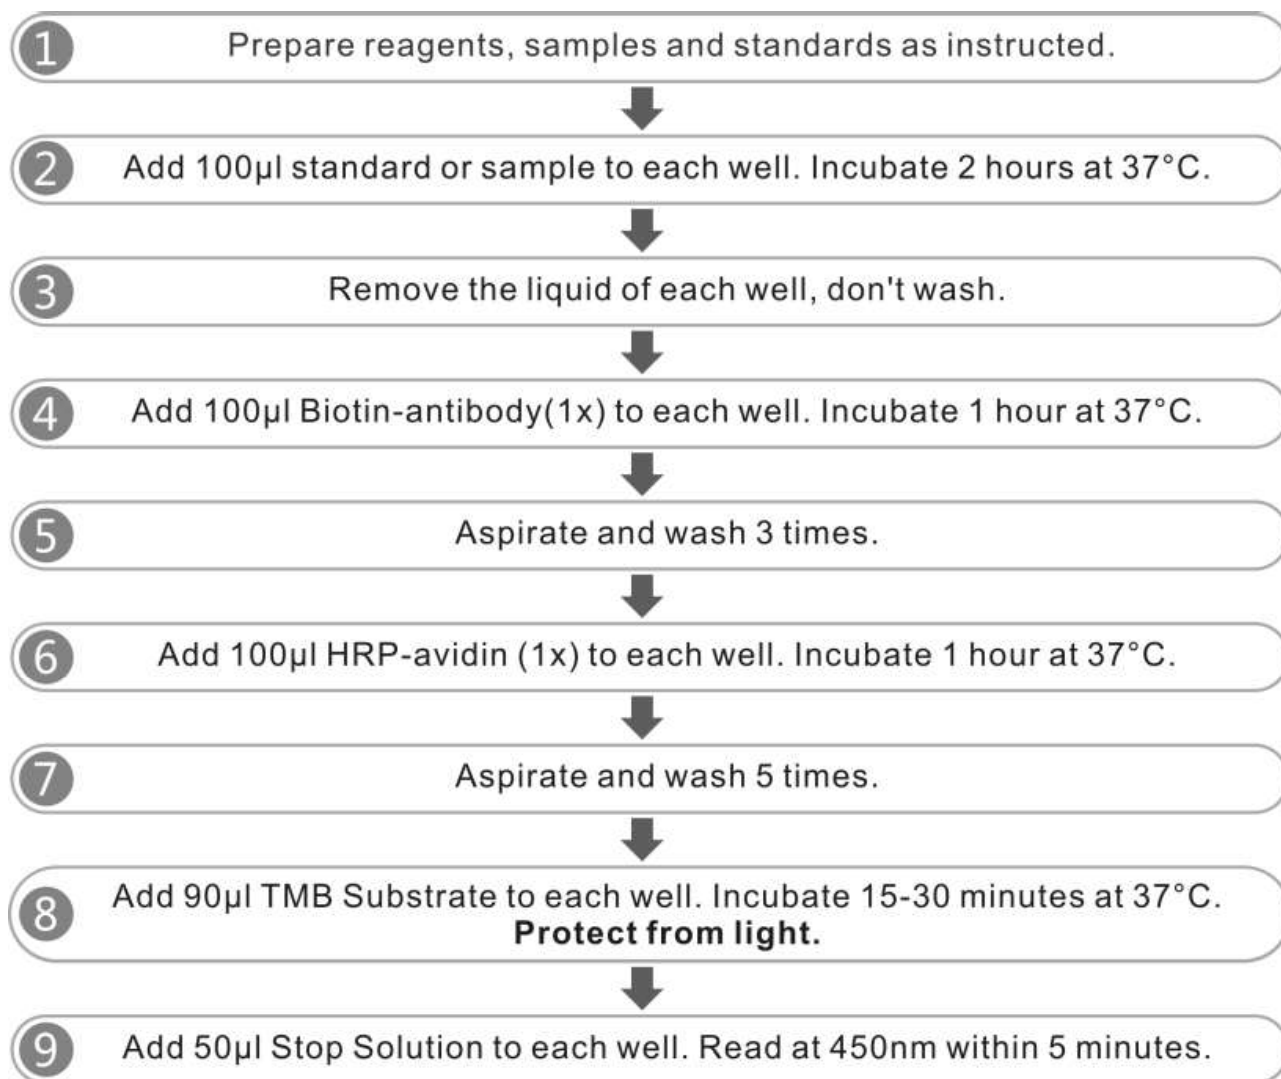 1 Prepare reagents, samples and standards as instructed.
2 Add 100µl standard or sample to each well. Incubate 2 hours at 37°C.
3 Remove the liquid of each well, don't wash.
4 Add 100µl Biotin-antibody(1x) to each well. Incubate 1 hour at 37°C.
5 Aspirate and wash 3 times.
6 Add 100µl HRP-avidin (1x) to each well. Incubate 1 hour at 37°C.
7 Aspirate and wash 5 times.
8 Add 90µl TMB Substrate to each well. Incubate 15-30 minutes at 37°C.
Protect from light.
9 Add 50µl Stop Solution to each well. Read at 450nm within 5 minutes.